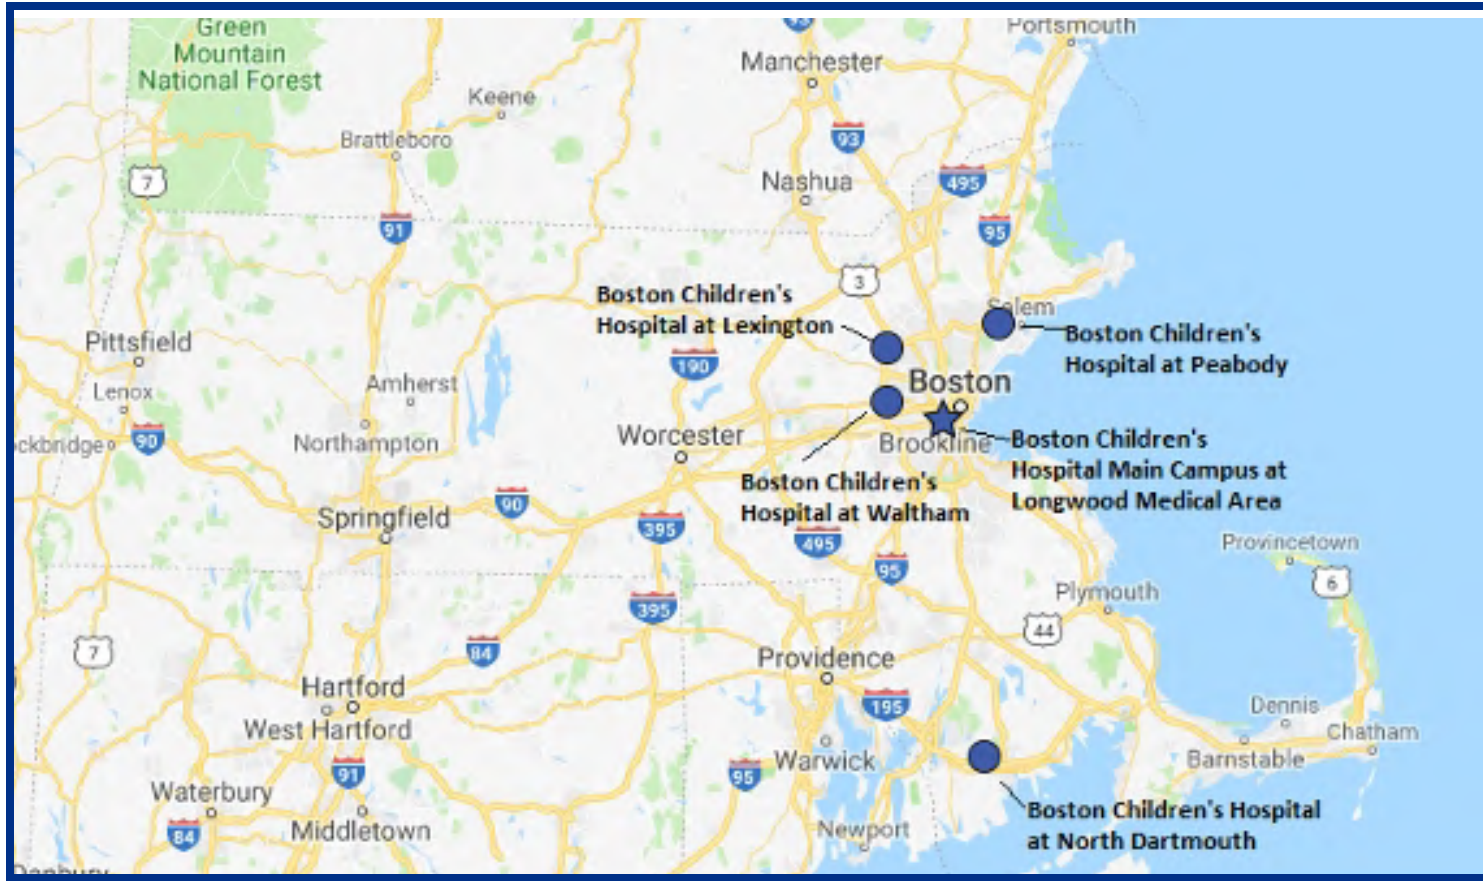 Green
Mountain
National Forest
93
Portsmouth
Manchester
Keene
Brattleboro
93
7
Nashua
495
91
95
3
Boston Children's
Hospital at Lexington
Salem
Boston Children's
Hospital at Peabody
Pittsfield
190
Lenox
Amherst
Boston
ockbridge
90
Northampton
Worcester
Brookline
Boston Children's
Hospital Main Campus at
Longwood Medical Area
Boston Children's
Hospital at Waltham
90
Springfield
395
495
95
Provincetown
6
Plymouth
395
44
7
84
Providence
Hartford
195
West Hartford
Dennis
Chatham
Barnstable
Warwick
91
95
Waterbury
84
Middletown
Newport
Boston Children's Hospital
at North Dartmouth
Danbury